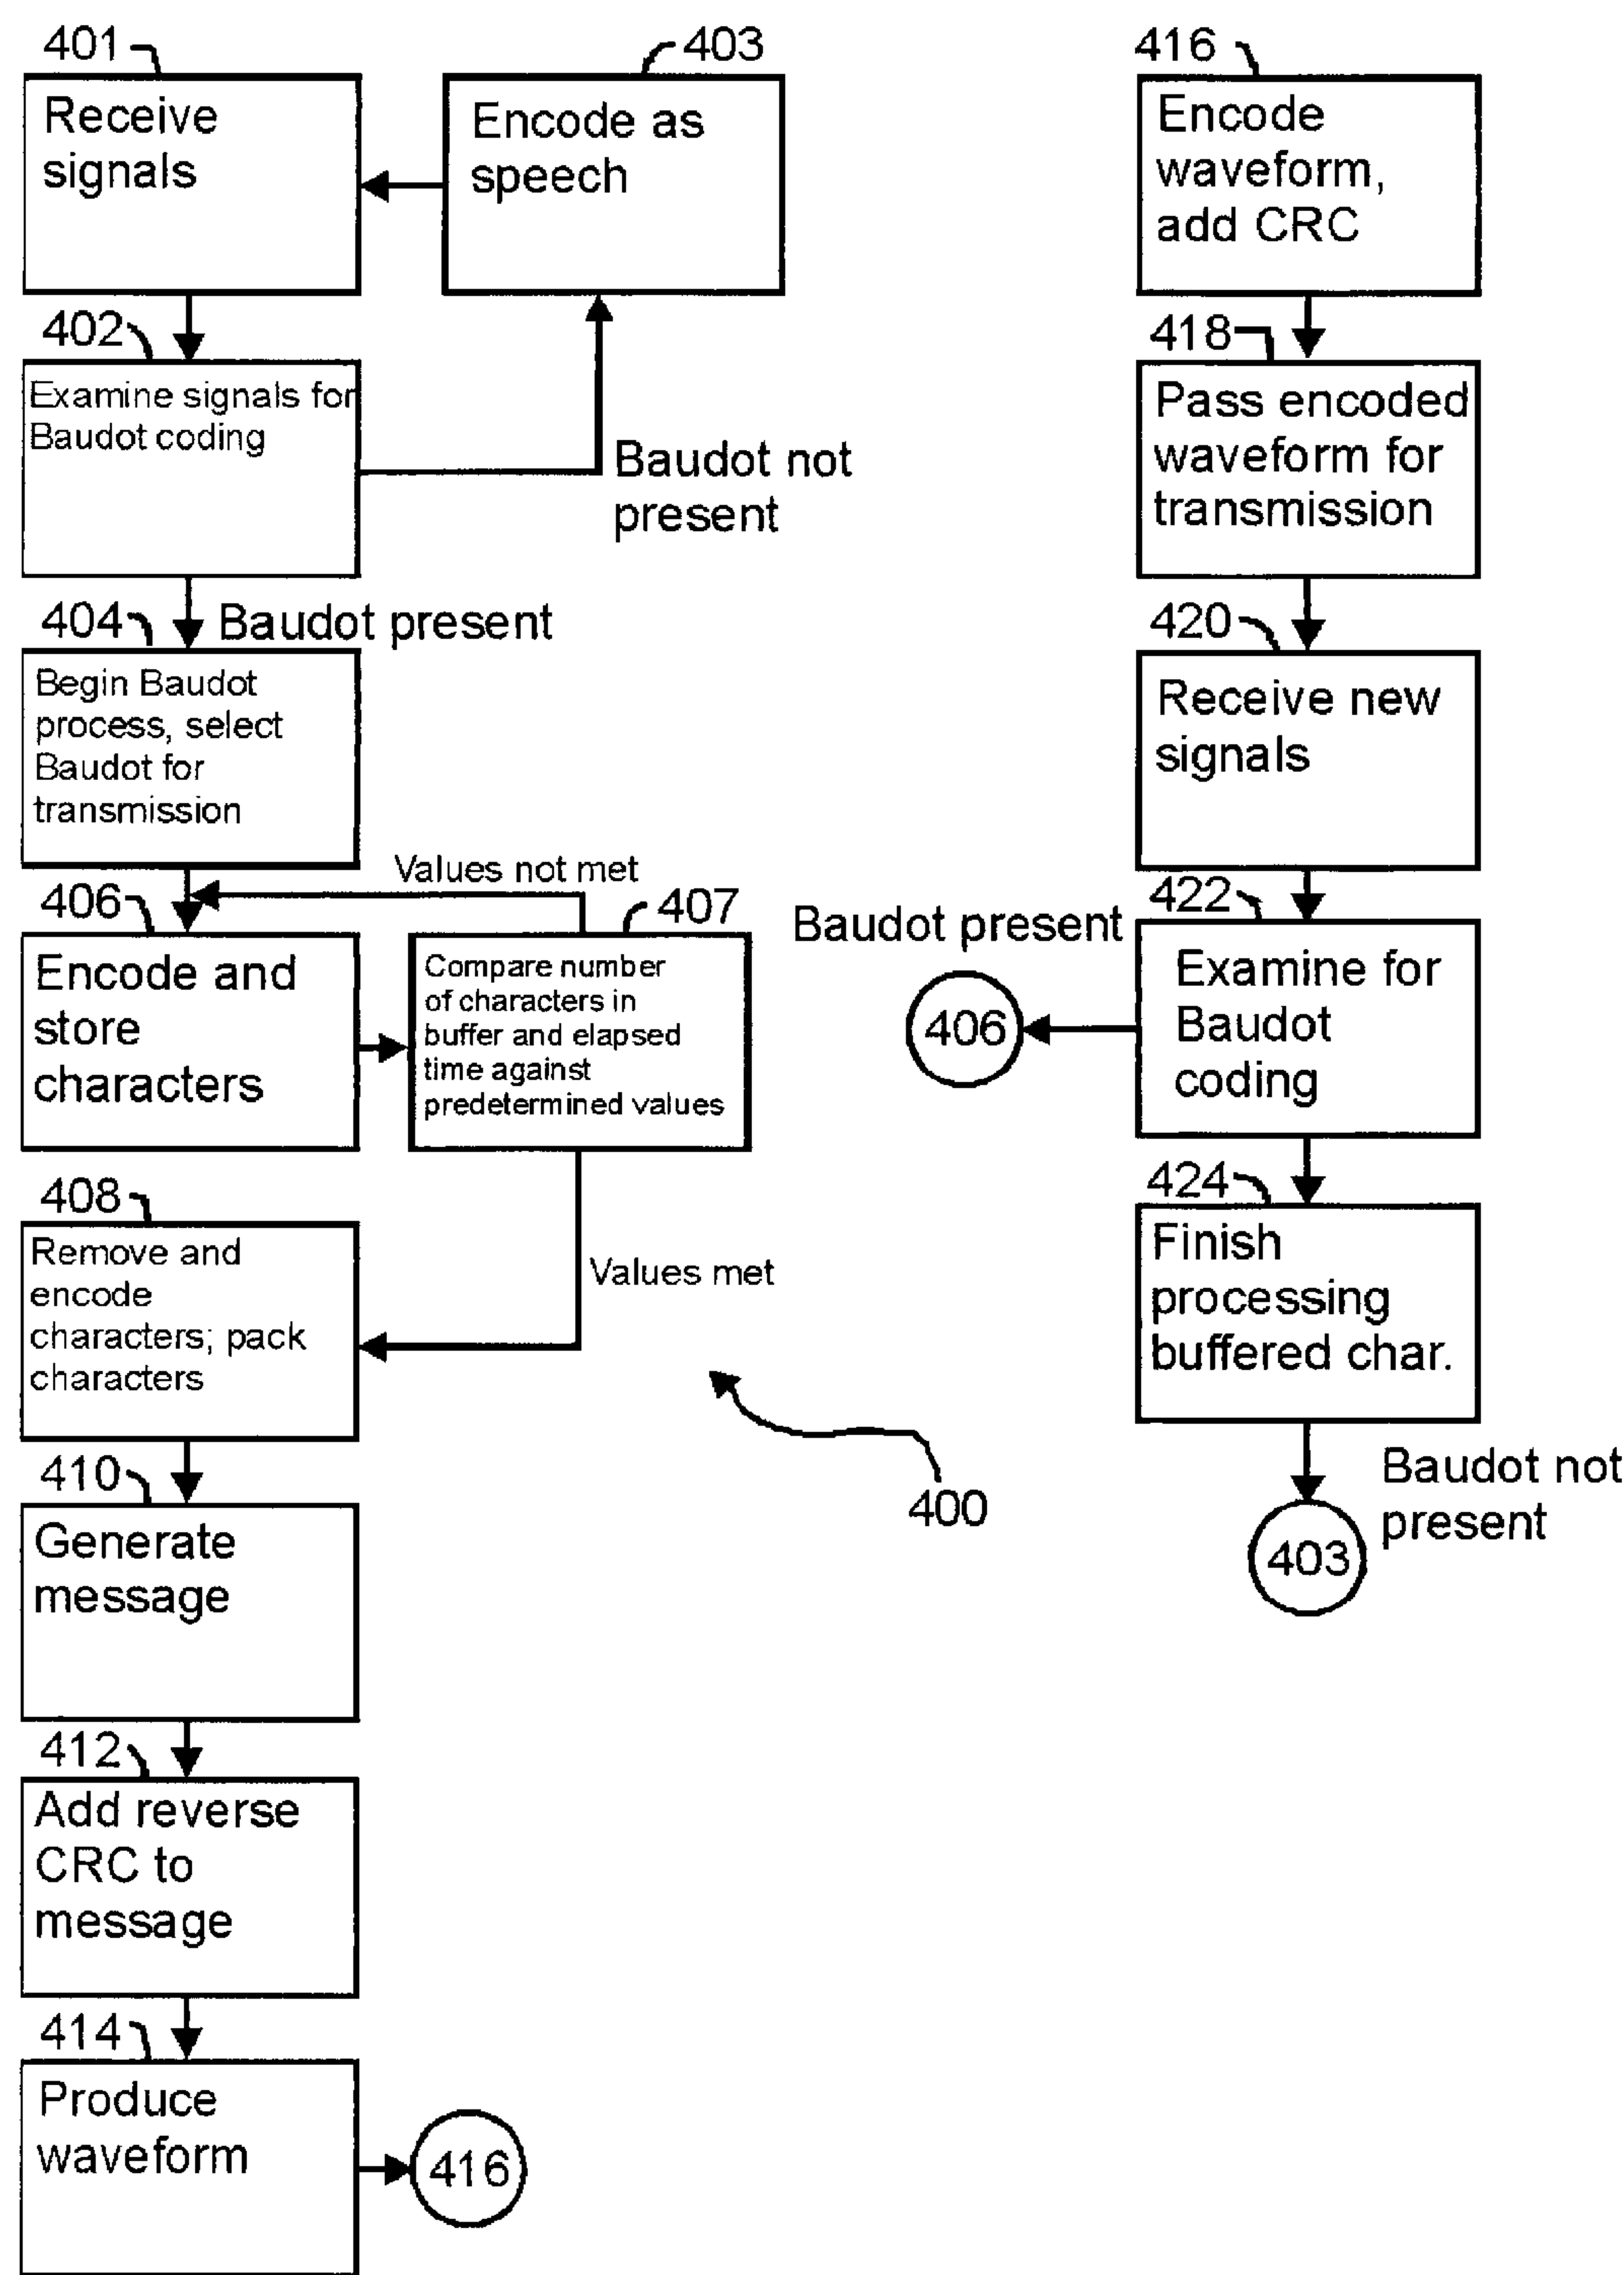 401
Receive
signals
403
Encode as
speech
402
Examine signals for
Baudot coding
Baudot not
present
404
Baudot present
Begin Baudot
process, select
Baudot for
transmission
Values not met
406
Encode and
store
characters
407
Compare number
of characters in
buffer and elapsed
time against
predetermined values
408
Remove and
encode
characters; pack
characters
Values met
410
Generate
message
412
Add reverse
CRC to
message
414
Produce
waveform
416
400
416
Encode
waveform,
add CRC
418
Pass encoded
waveform for
transmission
420
Receive new
signals
422
Baudot present
406
Examine for
Baudot
coding
424
Finish
processing
buffered char.
Baudot not
present
403